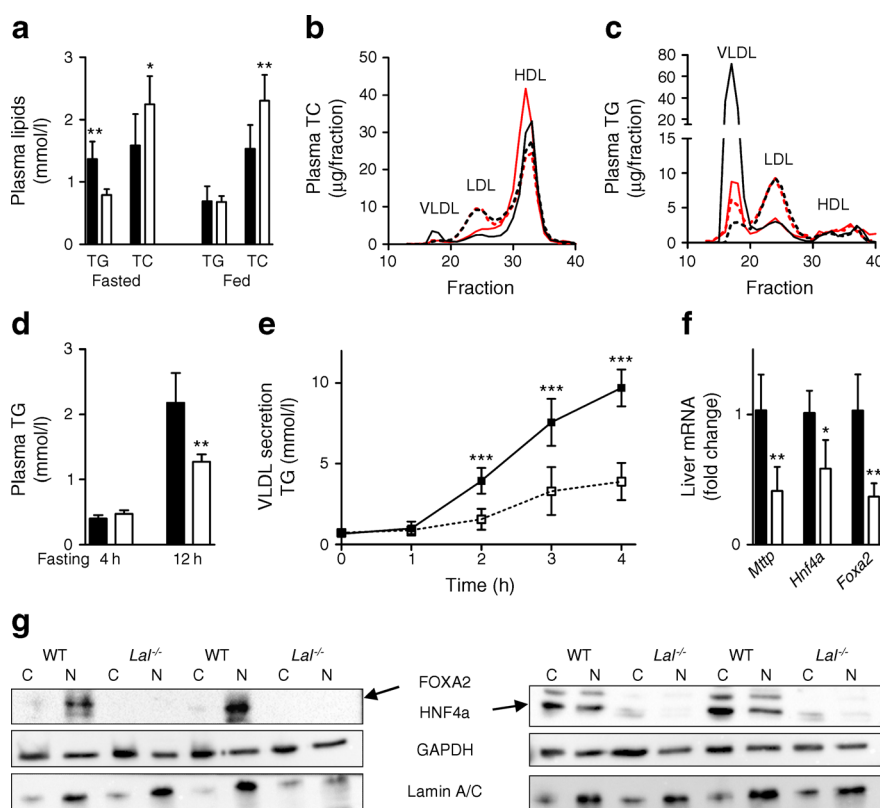 a
Plasma lipids
(mmol/l)
3
2
1
0
**
*
**
TG TC TG TC
Fasted Fed
b
Plasma TC
(µg/fraction)
50
40
30
20
10
0
HDL
LDL
VLDL
10 20 30 40
Fraction
c
Plasma TG
(µg/fraction)
80
60
40
20
15
10
5
0
VLDL
LDL
HDL
10 20 30 40
Fraction
d
Plasma TG
(mmol/l)
3
2
1
0
**
Fasting 4 h 12 h
e
VLDL secretion
TG (mmol/l)
10
5
0
***
***
***
0 1 2 3 4
Time (h)
f
Liver mRNA
(fold change)
1
0
**
*
**
Mttp Hnf4a Foxa2
g
WT Lal-/- WT Lal-/-
C N C N C N C N
FOXA2
HNF4a
GAPDH
Lamin A/C
WT Lal-/- WT Lal-/-
C N C N C N C N